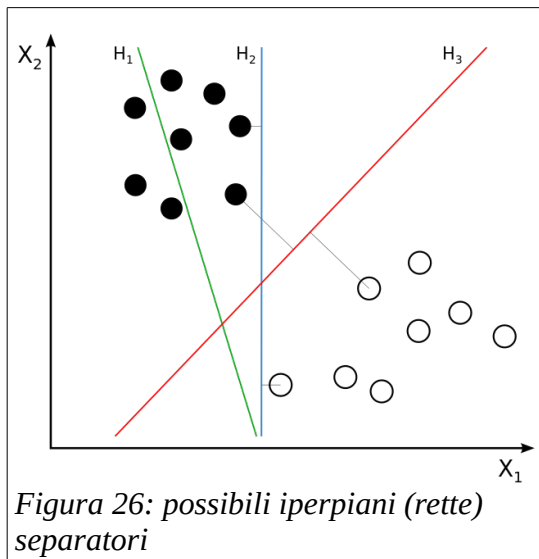 X₂
H₁
H₂
H₃
X₁
Figura 26: possibili iperpiani (rette)
separatori